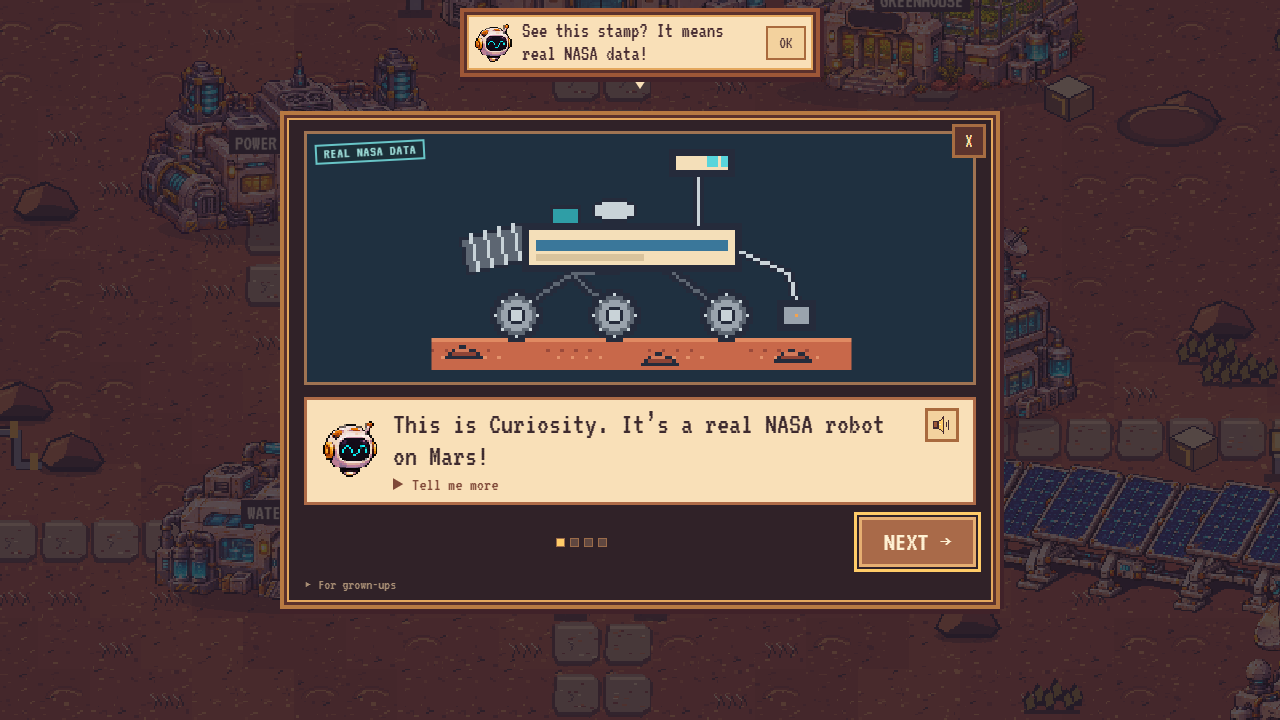 GREENHOUSE
See this stamp? It means
real NASA data!
OK
POWER
REAL NASA DATA
X
This is Curiosity. It's a real NASA robot
on Mars!
▶ Tell me more
WATE
NEXT →
▸ For grown-ups